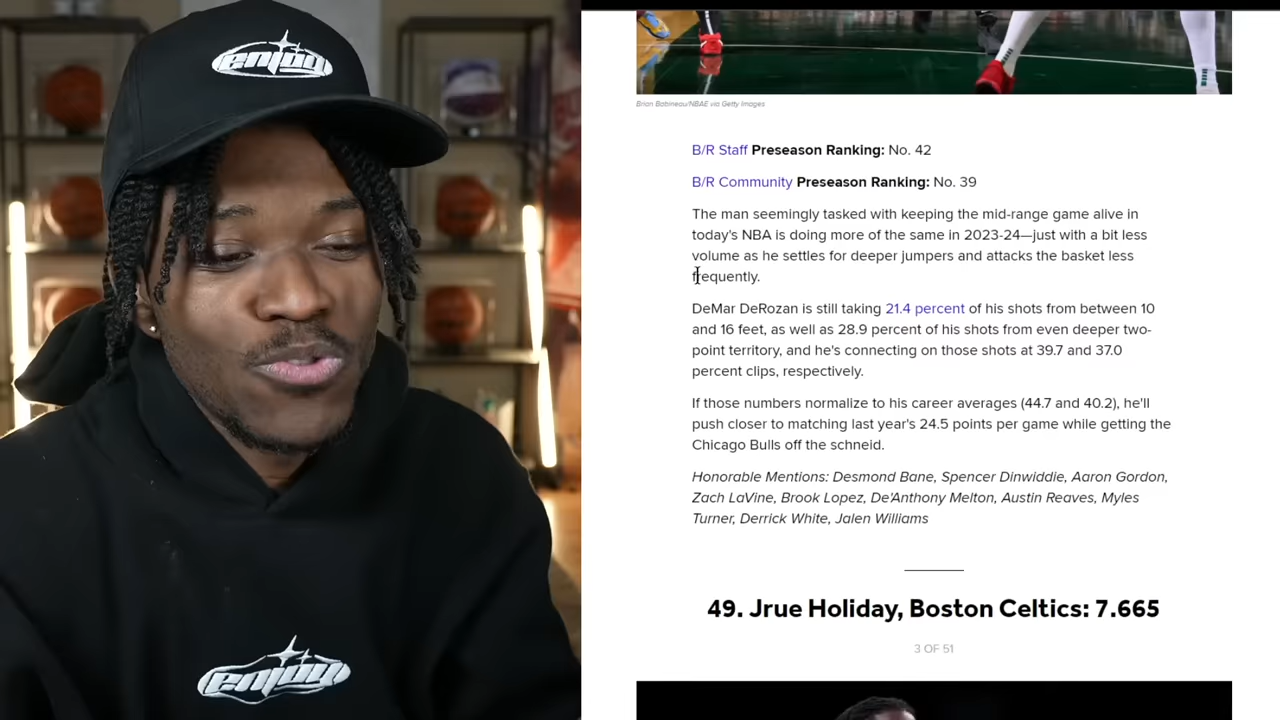 enjoy
enjoy
Brian Babineau/NBAE via Getty Images
B/R Staff Preseason Ranking: No. 42
B/R Community Preseason Ranking: No. 39
The man seemingly tasked with keeping the mid-range game alive in
today's NBA is doing more of the same in 2023-24—just with a bit less
volume as he settles for deeper jumpers and attacks the basket less
frequently.
DeMar DeRozan is still taking 21.4 percent of his shots from between 10
and 16 feet, as well as 28.9 percent of his shots from even deeper two-
point territory, and he's connecting on those shots at 39.7 and 37.0
percent clips, respectively.
If those numbers normalize to his career averages (44.7 and 40.2), he'll
push closer to matching last year's 24.5 points per game while getting the
Chicago Bulls off the schneid.
Honorable Mentions: Desmond Bane, Spencer Dinwiddie, Aaron Gordon,
Zach LaVine, Brook Lopez, De'Anthony Melton, Austin Reaves, Myles
Turner, Derrick White, Jalen Williams
49. Jrue Holiday, Boston Celtics: 7.665
3 OF 51